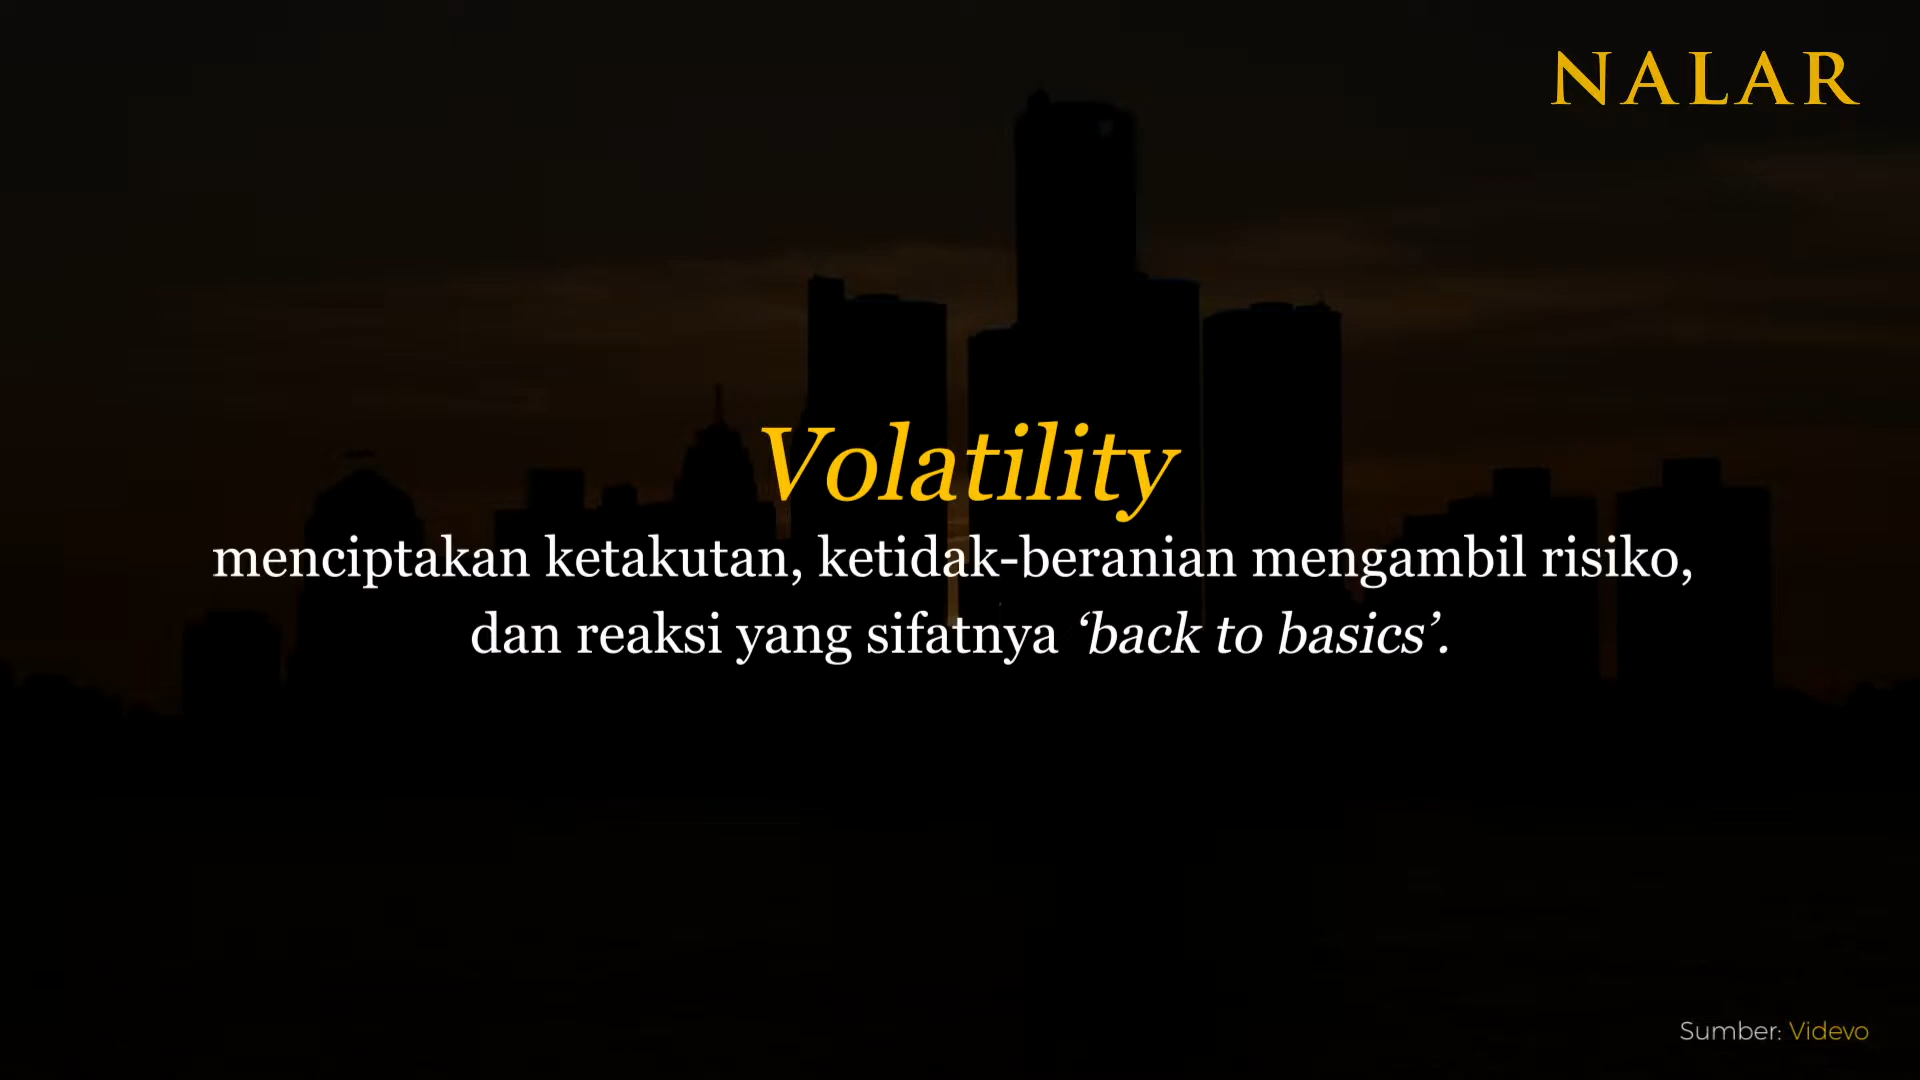 NALAR
Volatility
menciptakan ketakutan, ketidak-beranian mengambil risiko,
dan reaksi yang sifatnya ‘back to basics’.
Sumber: Videvo